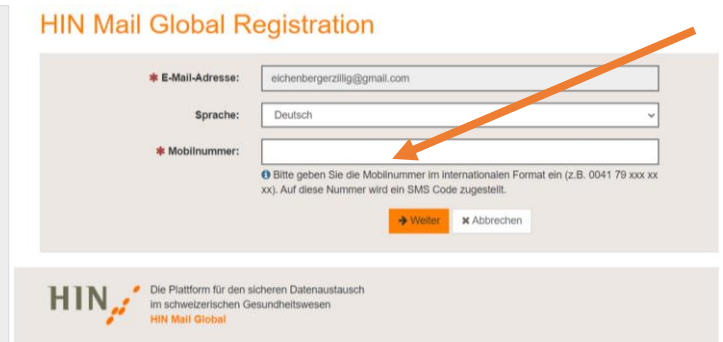 HIN Mail Global Registration
✱ E-Mail-Adresse: eichenbergerzillig@gmail.com
Sprache: Deutsch
✱ Mobilnummer:
Bitte geben Sie die Mobilnummer im internationalen Format ein (z.B. 0041 79 xxx xx
xx). Auf diese Nummer wird ein SMS Code zugestellt.
➔ Weiter ✖ Abbrechen
HIN
Die Plattform für den sicheren Datenaustausch
im schweizerischen Gesundheitswesen
HIN Mail Global